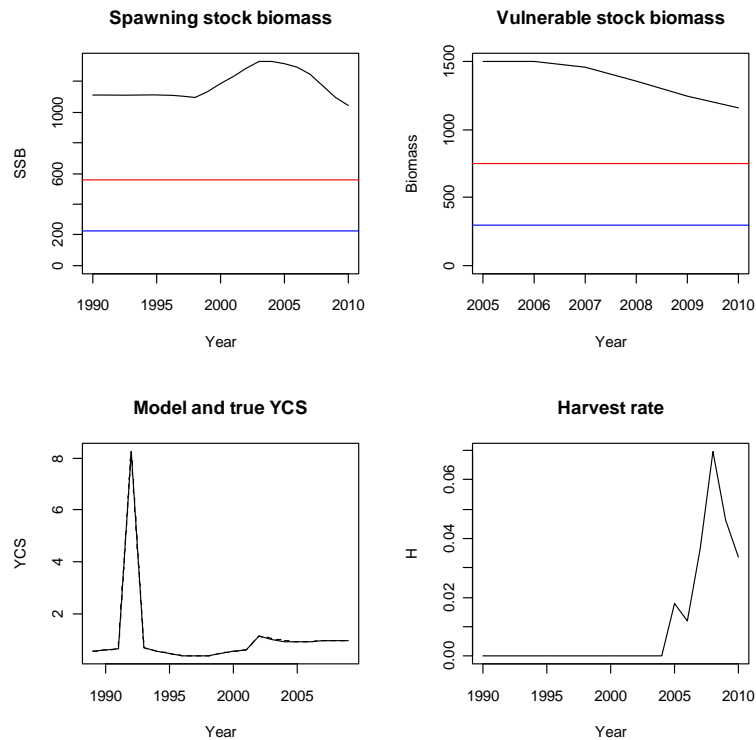 Spawning stock biomass
SSB
0 200 600 1000
1990 1995 2000 2005 2010
Year
Vulnerable stock biomass
Biomass
0 500 1000 1500
2005 2006 2007 2008 2009 2010
Year
Model and true YCS
YCS
2 4 6 8
1990 1995 2000 2005
Year
Harvest rate
H
0.00 0.02 0.04 0.06
1990 1995 2000 2005 2010
Year